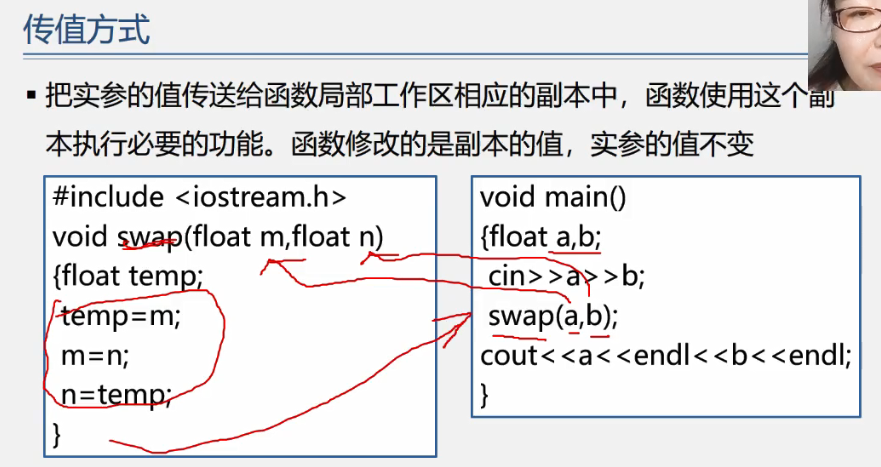 传值方式
▪ 把实参的值传送给函数局部工作区相应的副本中，函数使用这个副
本执行必要的功能。函数修改的是副本的值，实参的值不变
#include <iostream.h>
void swap(float m,float n)
{float temp;
temp=m;
m=n;
n=temp;
}
void main()
{float a,b;
cin>>a>>b;
swap(a,b);
cout<<a<<endl<<b<<endl;
}